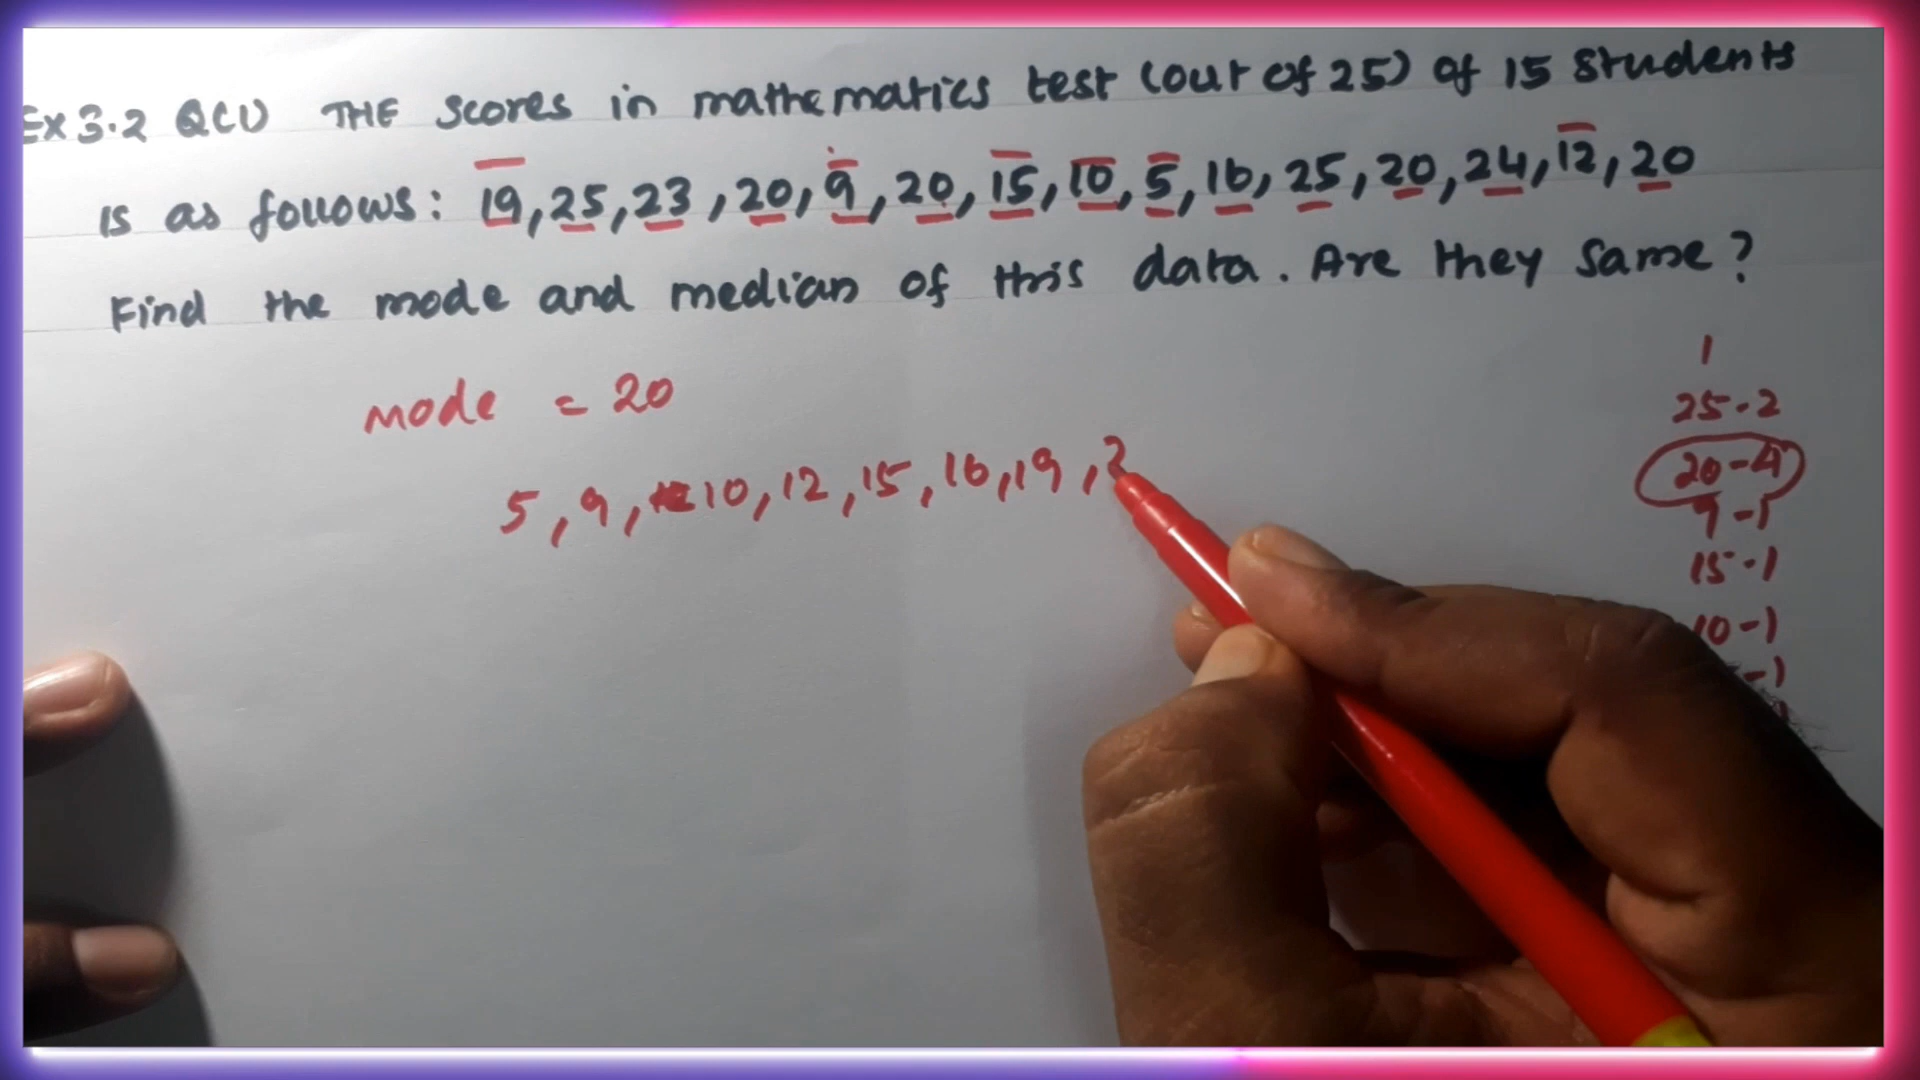 Ex 3.2 Q(1) THE scores in mathematics test (out of 25) of 15 students
is as follows: 19, 25, 23, 20, 9, 20, 15, 10, 5, 16, 25, 20, 24, 12, 20
Find the mode and median of this data. Are they same?
mode = 20
5, 9, 10, 12, 15, 16, 19, 2
1
25-2
20-4
9-1
15-1
10-1
-1